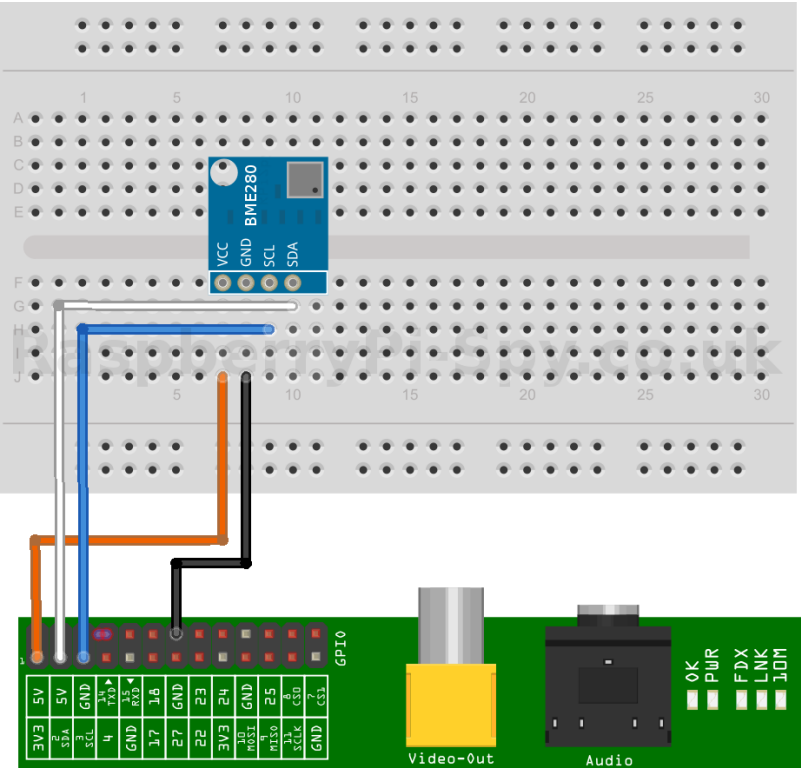 1 5 10 15 20 25 30
A
B
C
D
E
BME280
VCC GND SCL SDA
F
G
H
I
J
RaspberryPi-Spy.co.uk
5 10 15 20 25 30
1
GPIO
5V 5V GND 14 TXD 15 RXD 18 GND 23 24 GND 25 8 CS0 7 CS1
3V3 2 SDA 3 SCL 4 GND 17 27 22 3V3 10 MOSI 9 MISO 11 SCLK GND
OK PWR FDX LNK 10M
Video-Out
Audio